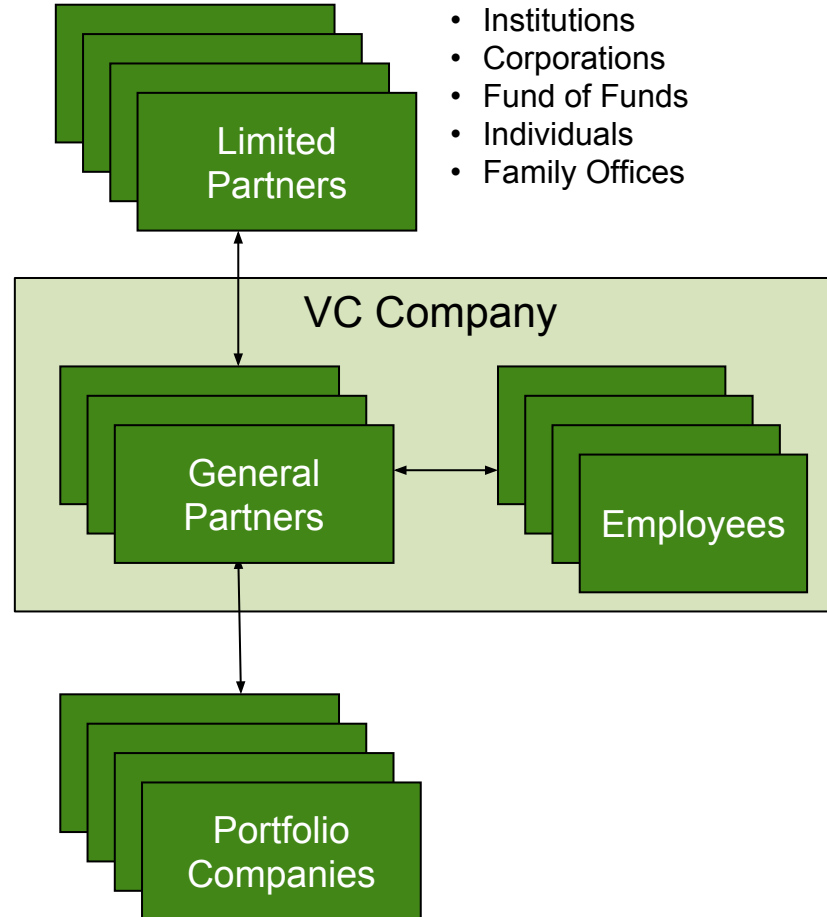 • Institutions
• Corporations
• Fund of Funds
• Individuals
• Family Offices
Limited
Partners
VC Company
General
Partners
Employees
Portfolio
Companies